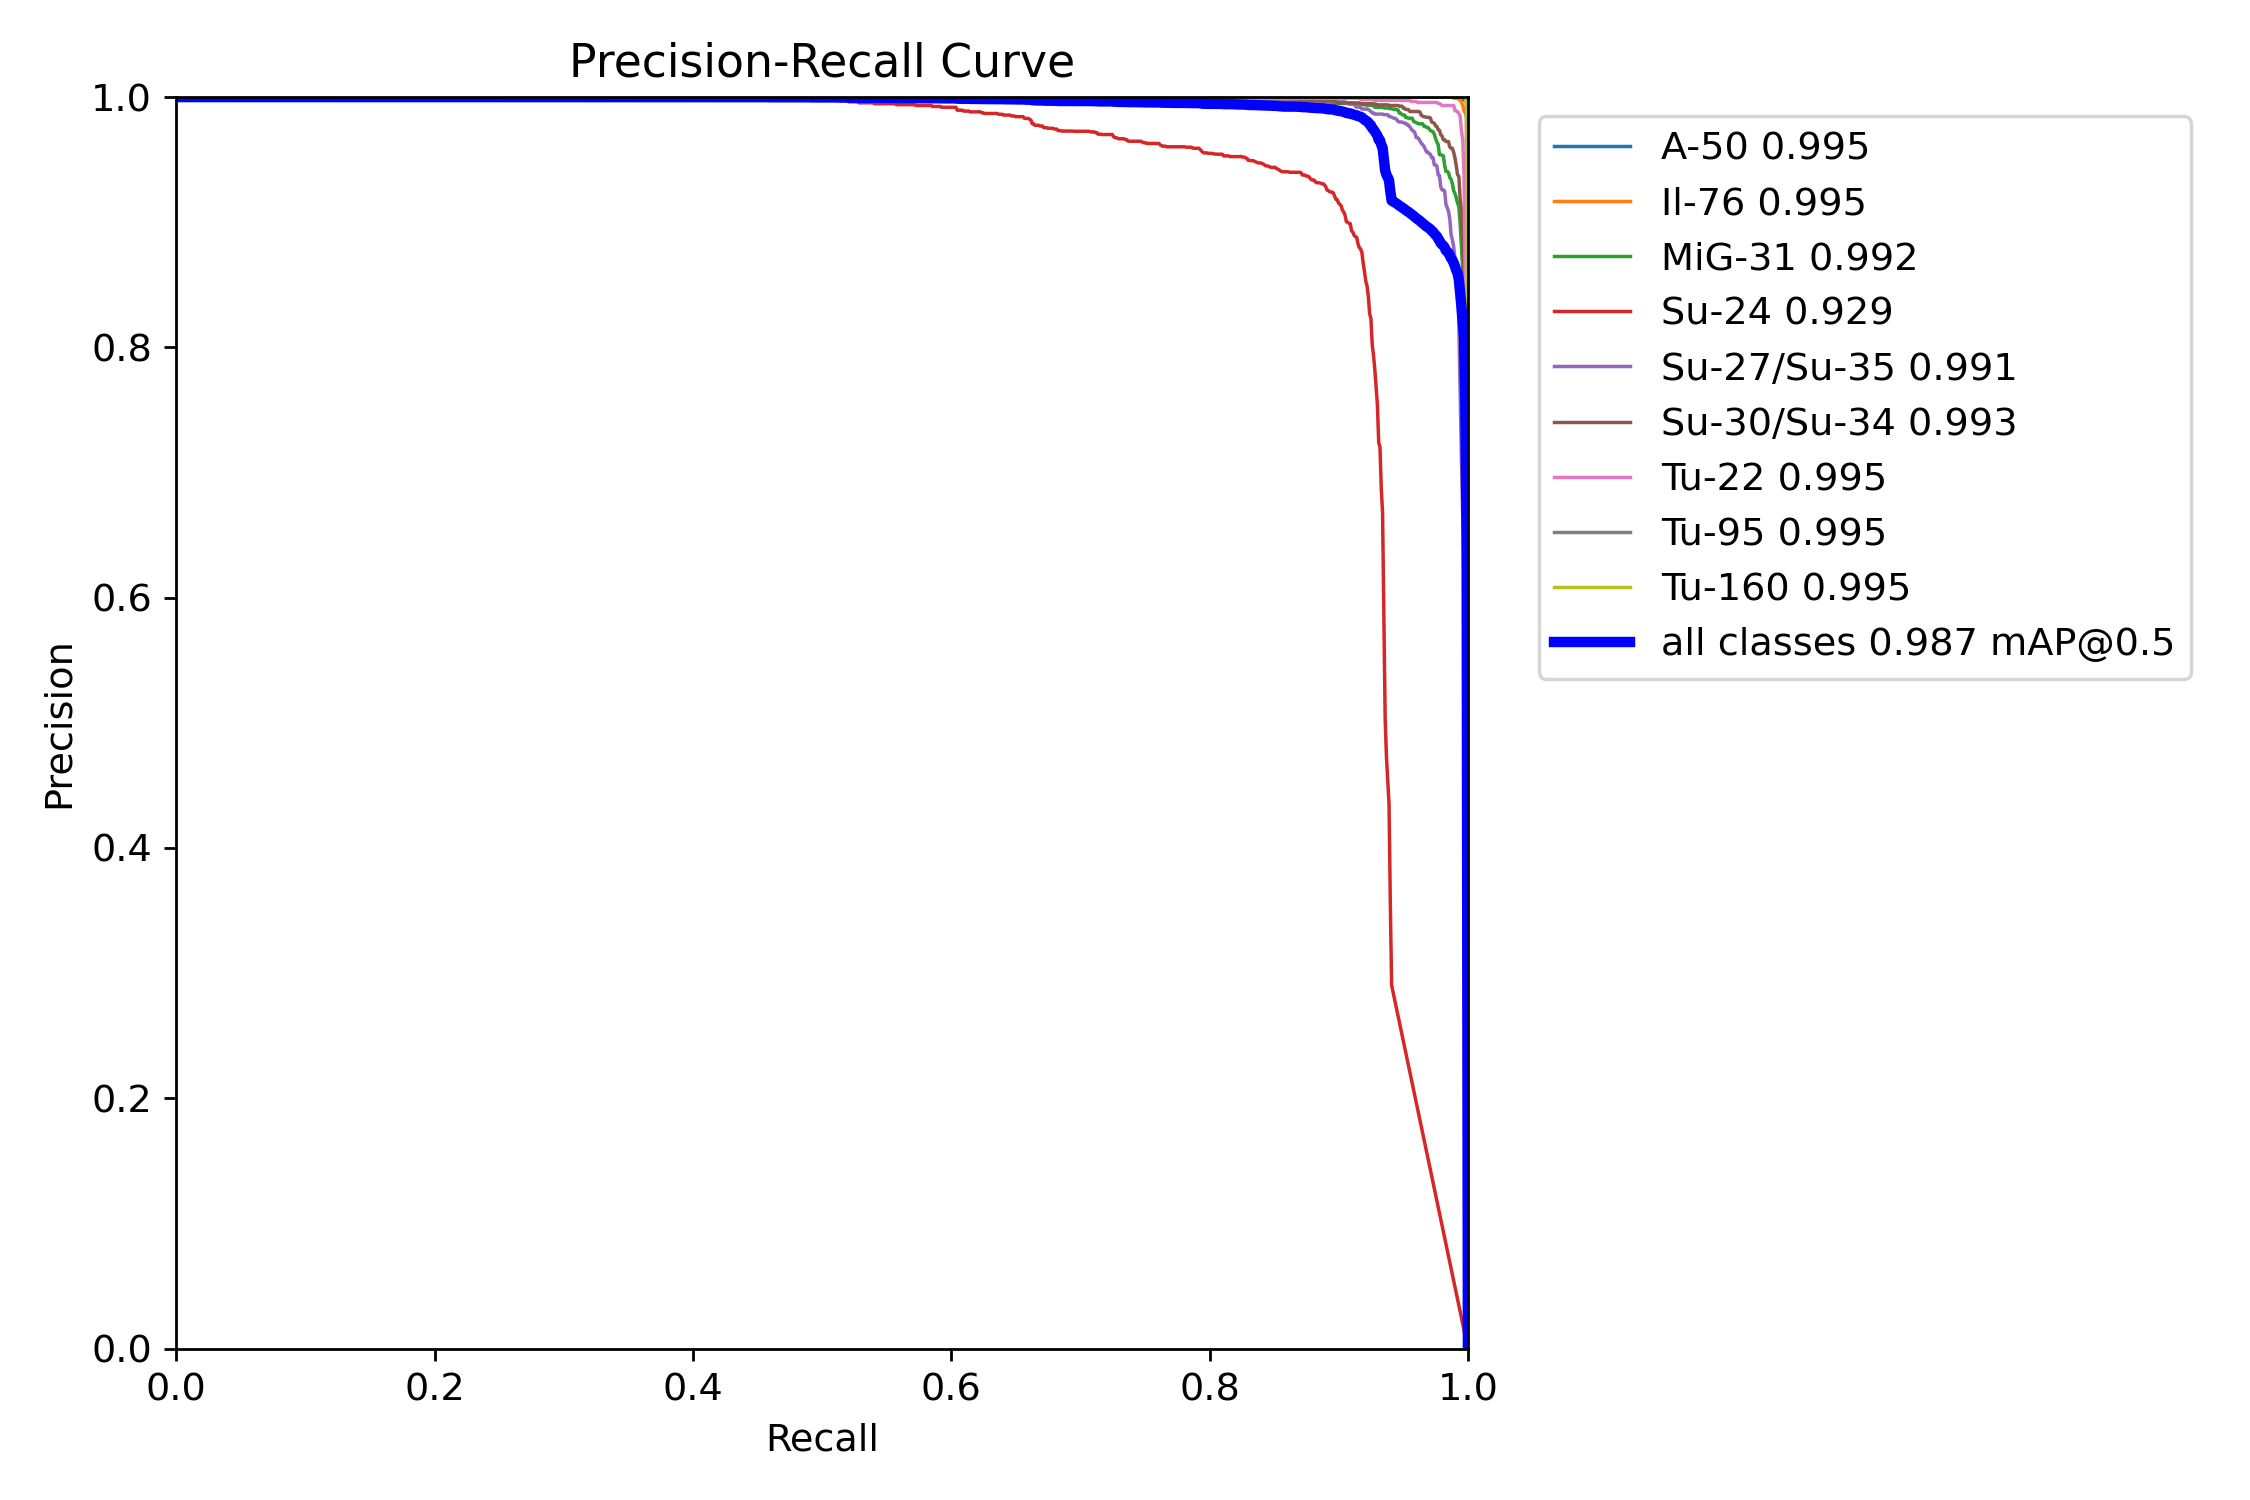 Precision-Recall Curve
1.0
0.8
0.6
0.4
0.2
0.0
Precision
0.0 0.2 0.4 0.6 0.8 1.0
Recall
A-50 0.995
Il-76 0.995
MiG-31 0.992
Su-24 0.929
Su-27/Su-35 0.991
Su-30/Su-34 0.993
Tu-22 0.995
Tu-95 0.995
Tu-160 0.995
all classes 0.987 mAP@0.5